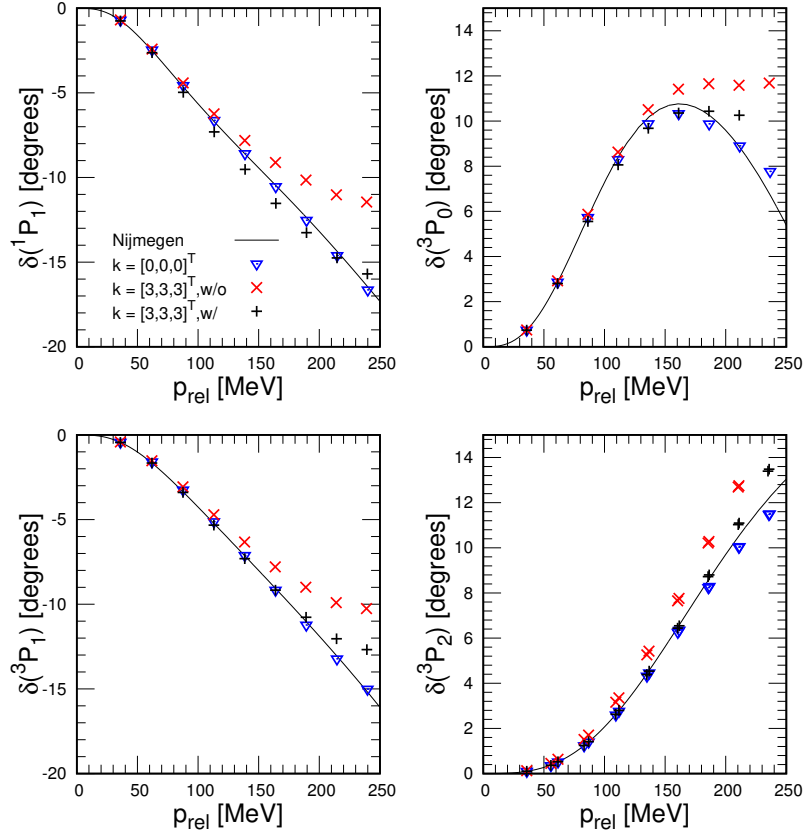 δ(¹P₁) [degrees]
0
-5
-10
-15
-20
Nijmegen
k = [0,0,0]ᵀ
k = [3,3,3]ᵀ,w/o
k = [3,3,3]ᵀ,w/
0 50 100 150 200 250
p_rel [MeV]
δ(³P₀) [degrees]
14
12
10
8
6
4
2
0
0 50 100 150 200 250
p_rel [MeV]
δ(³P₁) [degrees]
0
-5
-10
-15
-20
0 50 100 150 200 250
p_rel [MeV]
δ(³P₂) [degrees]
14
12
10
8
6
4
2
0
0 50 100 150 200 250
p_rel [MeV]